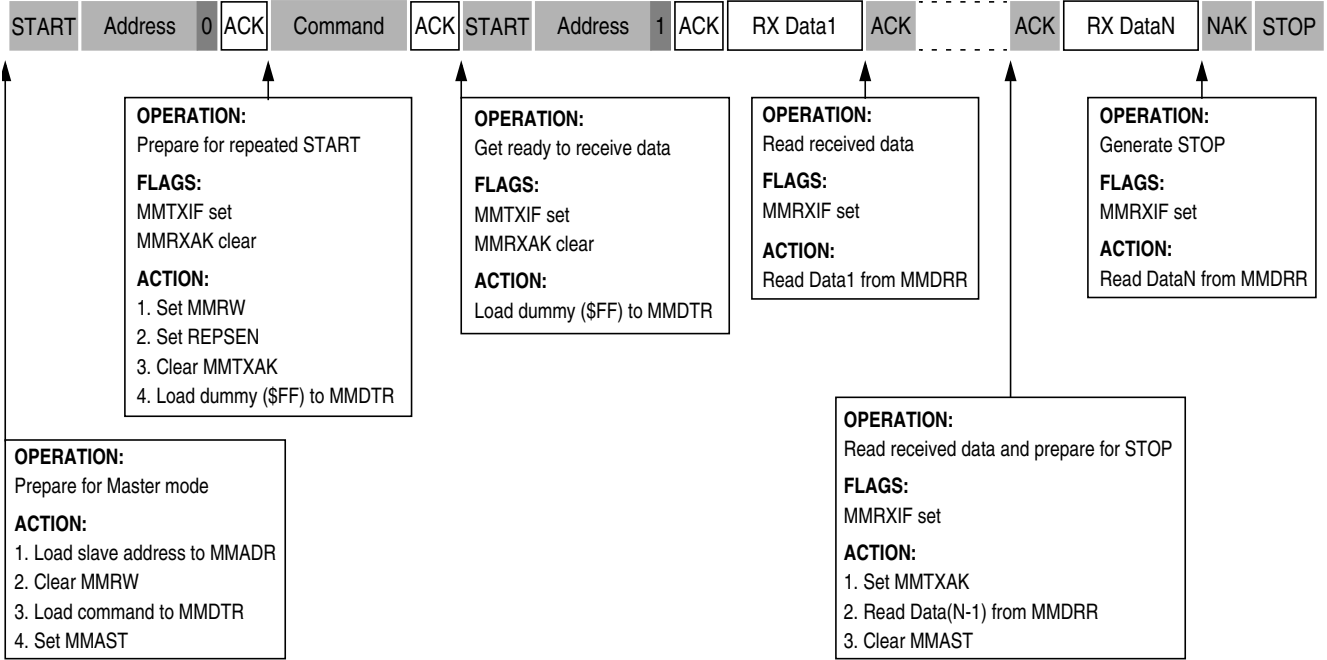 START Address 0 ACK Command ACK START Address 1 ACK RX Data1 ACK ACK RX DataN NAK STOP
OPERATION:
Prepare for repeated START
FLAGS:
MMTXIF set
MMRXAK clear
ACTION:
1. Set MMRW
2. Set REPSEN
3. Clear MMTXAK
4. Load dummy ($FF) to MMDTR
OPERATION:
Get ready to receive data
FLAGS:
MMTXIF set
MMRXAK clear
ACTION:
Load dummy ($FF) to MMDTR
OPERATION:
Read received data
FLAGS:
MMRXIF set
ACTION:
Read Data1 from MMDRR
OPERATION:
Generate STOP
FLAGS:
MMRXIF set
ACTION:
Read DataN from MMDRR
OPERATION:
Prepare for Master mode
ACTION:
1. Load slave address to MMADR
2. Clear MMRW
3. Load command to MMDTR
4. Set MMAST
OPERATION:
Read received data and prepare for STOP
FLAGS:
MMRXIF set
ACTION:
1. Set MMTXAK
2. Read Data(N-1) from MMDRR
3. Clear MMAST